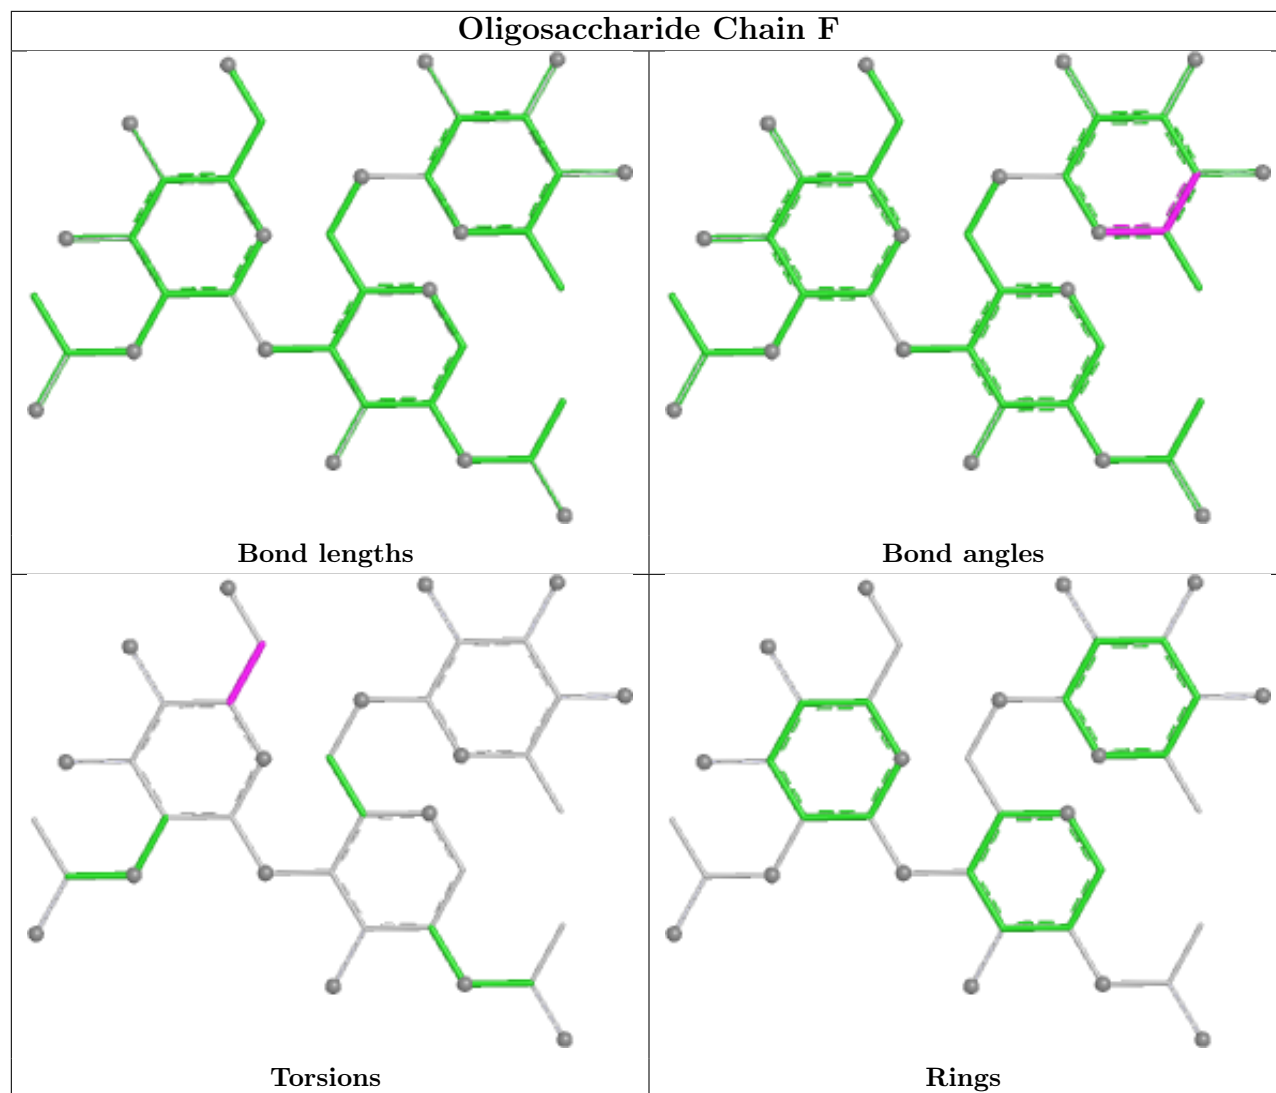 Oligosaccharide Chain F
Bond lengths
Bond angles
Torsions
Rings